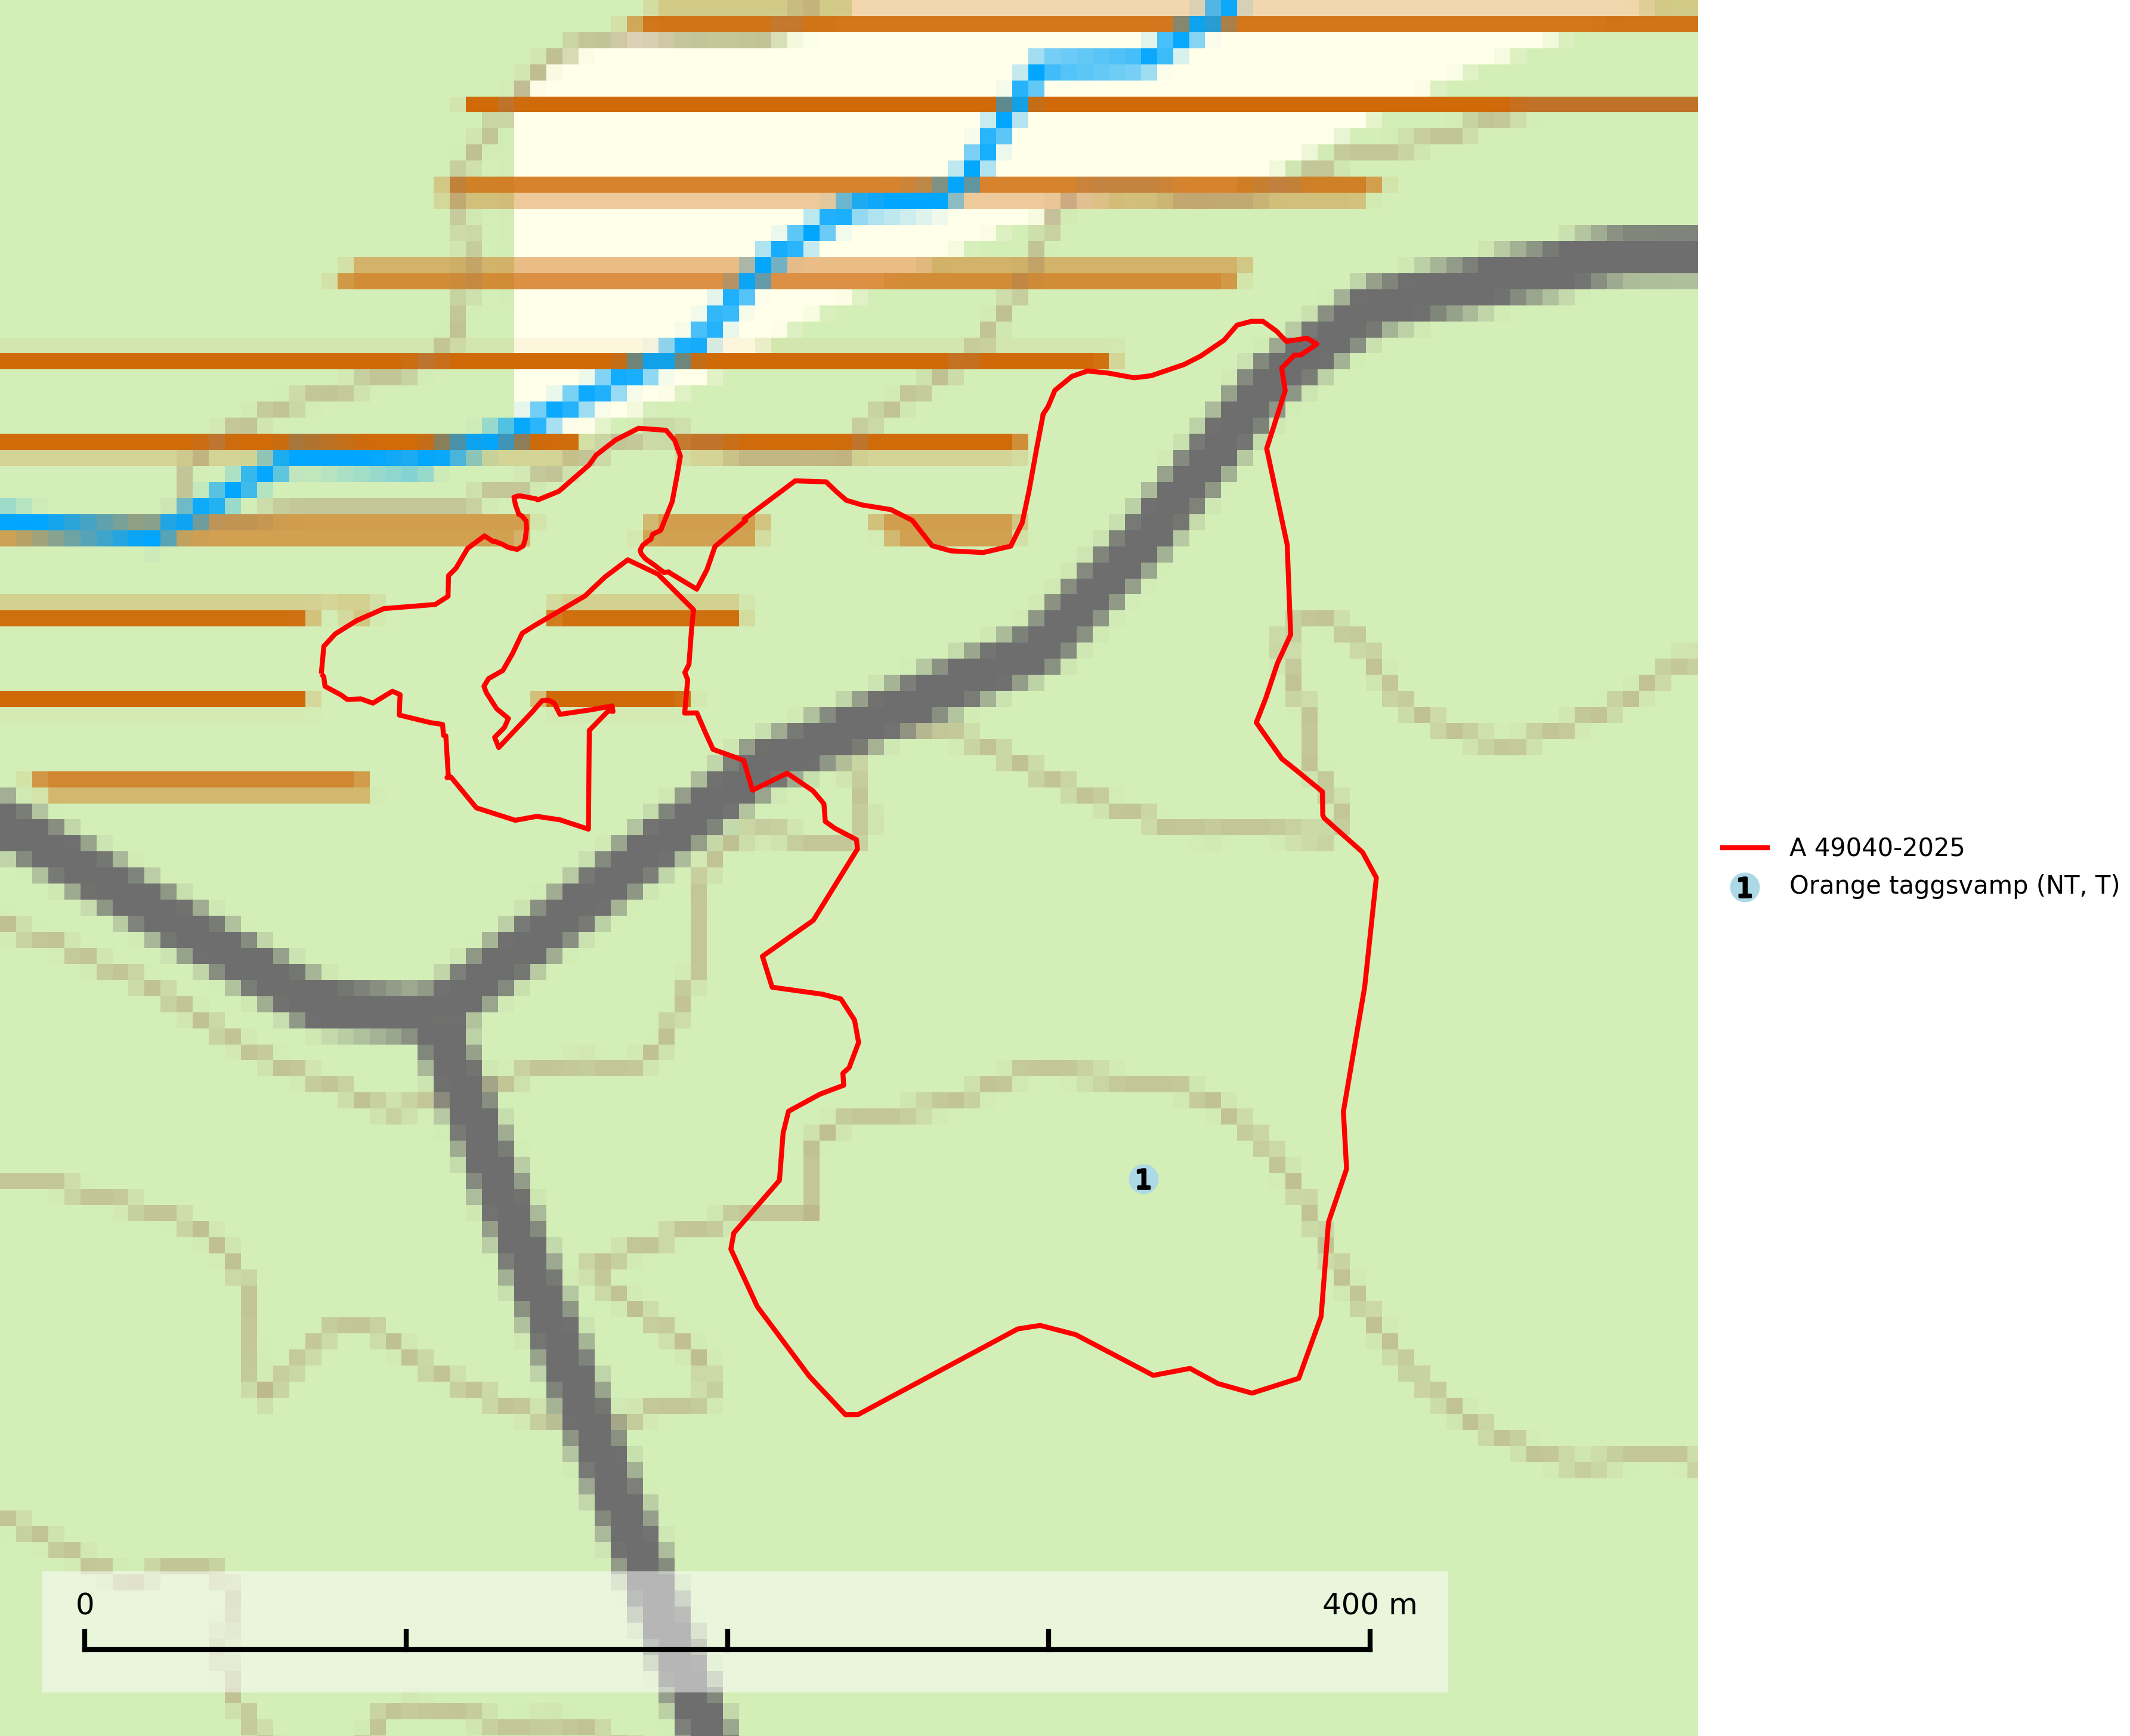 A 49040-2025
1 Orange taggsvamp (NT, T)
1
0 400 m